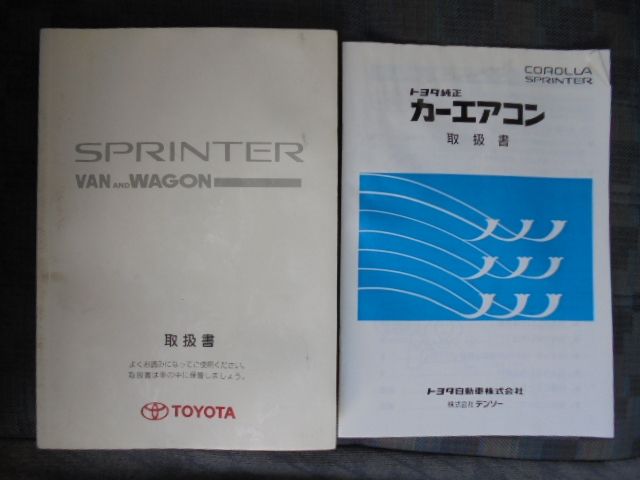 SPRINTER
VAN AND WAGON
取扱書
よくお読みになってご使用ください。
取扱書は車の中に保管しましょう。
TOYOTA
COROLLA
SPRINTER
トヨタ純正
カーエアコン
取扱書
トヨタ自動車株式会社
株式会社 デンソー